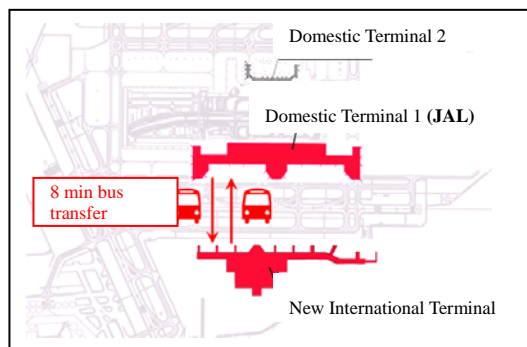 Domestic Terminal 2
Domestic Terminal 1 (JAL)
8 min bus
transfer
New International Terminal